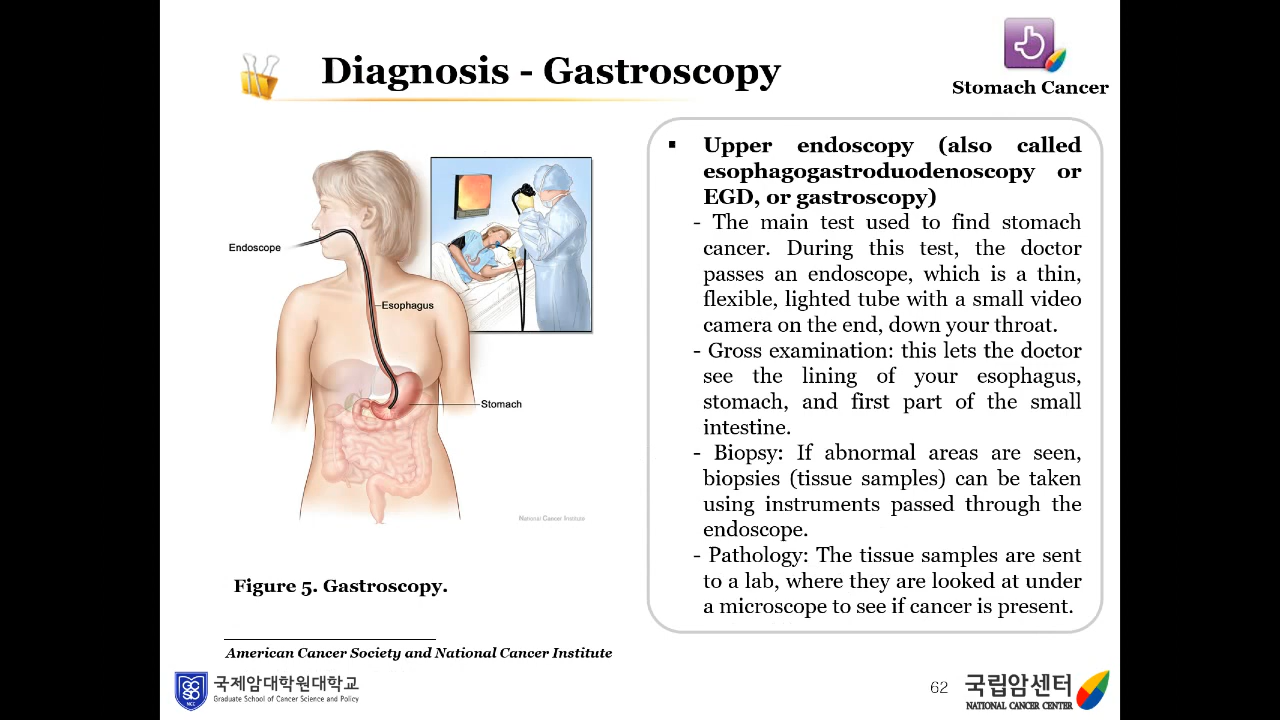 Diagnosis - Gastroscopy
Stomach Cancer
Endoscope
Esophagus
Stomach
National Cancer Institute
Figure 5. Gastroscopy.
▪ Upper endoscopy (also called
esophagogastroduodenoscopy or
EGD, or gastroscopy)
- The main test used to find stomach
cancer. During this test, the doctor
passes an endoscope, which is a thin,
flexible, lighted tube with a small video
camera on the end, down your throat.
- Gross examination: this lets the doctor
see the lining of your esophagus,
stomach, and first part of the small
intestine.
- Biopsy: If abnormal areas are seen,
biopsies (tissue samples) can be taken
using instruments passed through the
endoscope.
- Pathology: The tissue samples are sent
to a lab, where they are looked at under
a microscope to see if cancer is present.
American Cancer Society and National Cancer Institute
국제암대학원대학교
Graduate School of Cancer Science and Policy
62
국립암센터
NATIONAL CANCER CENTER